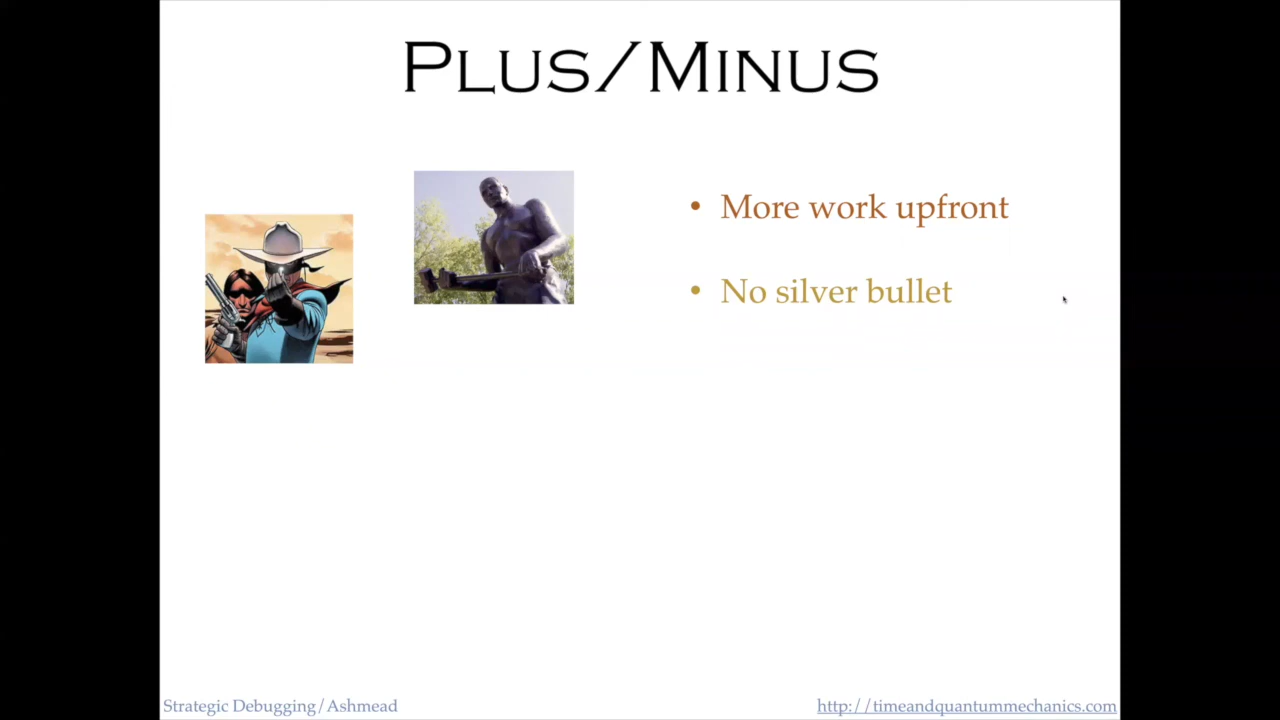 Plus/Minus
• More work upfront
• No silver bullet
Strategic Debugging/Ashmead
http://timeandquantummechanics.com